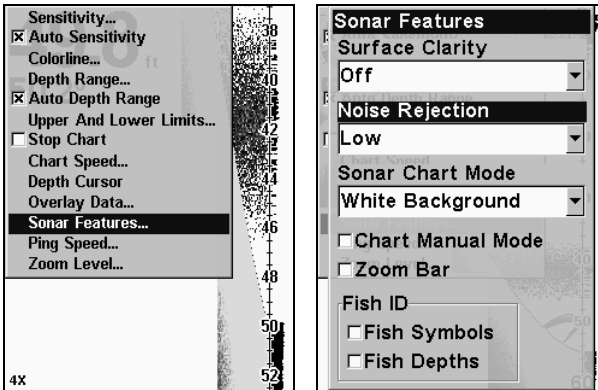 Sensitivity...
Auto Sensitivity
Colorline...
Depth Range...
Auto Depth Range
Upper And Lower Limits...
Stop Chart
Chart Speed...
Depth Cursor
Overlay Data...
Sonar Features...
Ping Speed...
Zoom Level...
ft
38
40
42
44
46
48
50
52
4X
Sonar Features
Surface Clarity
Off
Noise Rejection
Low
Sonar Chart Mode
White Background
Chart Manual Mode
Zoom Bar
Fish ID
Fish Symbols
Fish Depths
50
60